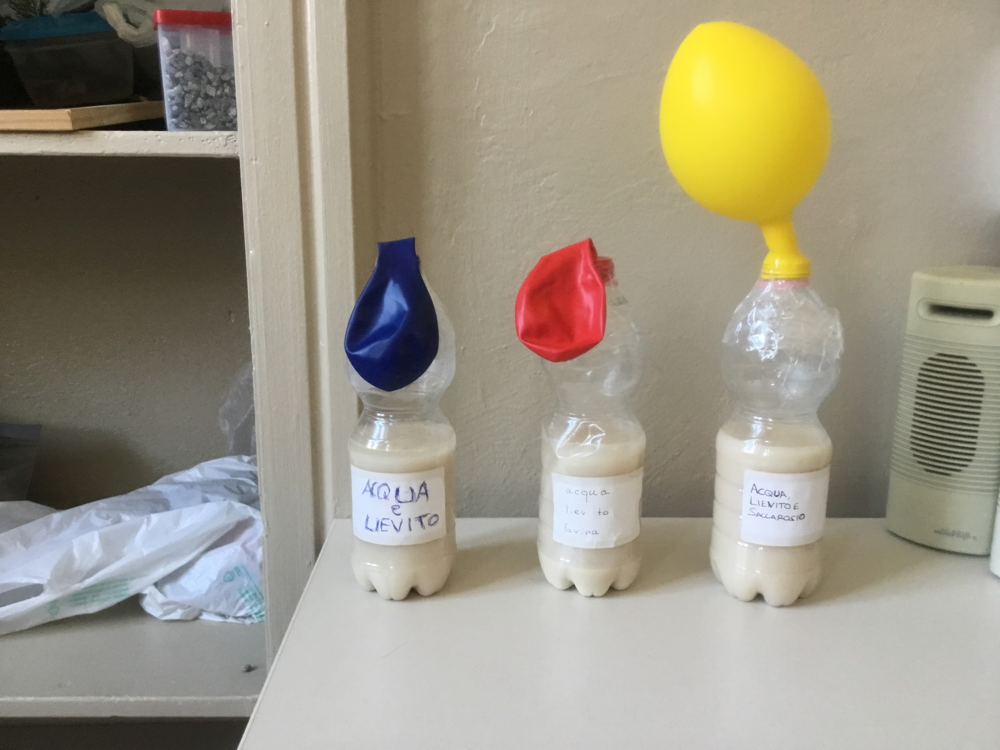 ACQUA
e
LIEVITO
acqua
lievito
farina
ACQUA,
LIEVITO E
SACCAROSIO